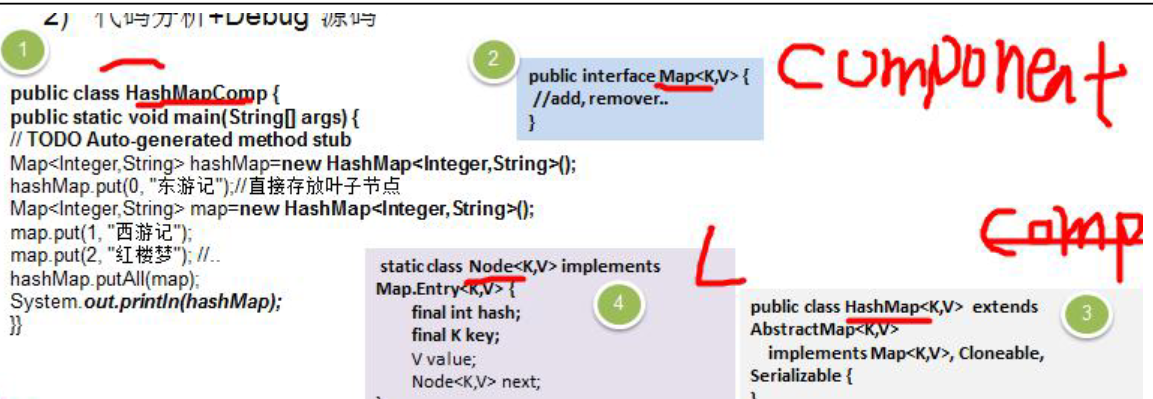 2) 代码分析+Debug 源码
1
public class HashMapComp {
public static void main(String[] args) {
// TODO Auto-generated method stub
Map<Integer,String> hashMap=new HashMap<Integer,String>();
hashMap.put(0, "东游记");//直接存放叶子节点
Map<Integer,String> map=new HashMap<Integer,String>();
map.put(1, "西游记");
map.put(2, "红楼梦"); //..
hashMap.putAll(map);
System.out.println(hashMap);
}}
2
public interface Map<K,V> {
//add, remover..
}
Component
L
static class Node<K,V> implements
Map.Entry<K,V> {
final int hash;
final K key;
V value;
Node<K,V> next;
4
Comp
public class HashMap<K,V> extends
AbstractMap<K,V>
implements Map<K,V>, Cloneable,
Serializable {
3